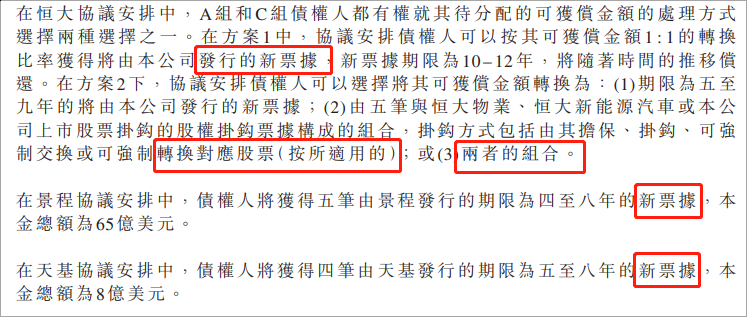 在恒大協議安排中，A組和C組債權人都有權就其待分配的可獲償金額的處理方式
選擇兩種選擇之一。在方案1中，協議安排債權人可以按其可獲償金額1:1的轉換
比率獲得將由本公司發行的新票據，新票據期限為10–12年，將隨著時間的推移償
還。在方案2下，協議安排債權人可以選擇將其可獲償金額轉換為：(1)期限為五至
九年的將由本公司發行的新票據；(2)由五筆與恒大物業、恒大新能源汽車或本公
司上市股票掛鈎的股權掛鈎票據構成的組合，掛鈎方式包括由其擔保、掛鈎、可強
制交換或可強制轉換對應股票(按所適用的)；或(3)兩者的組合。
在景程協議安排中，債權人將獲得五筆由景程發行的期限為四至八年的新票據，本
金總額為65億美元。
在天基協議安排中，債權人將獲得四筆由天基發行的期限為五至八年的新票據，本
金總額為8億美元。